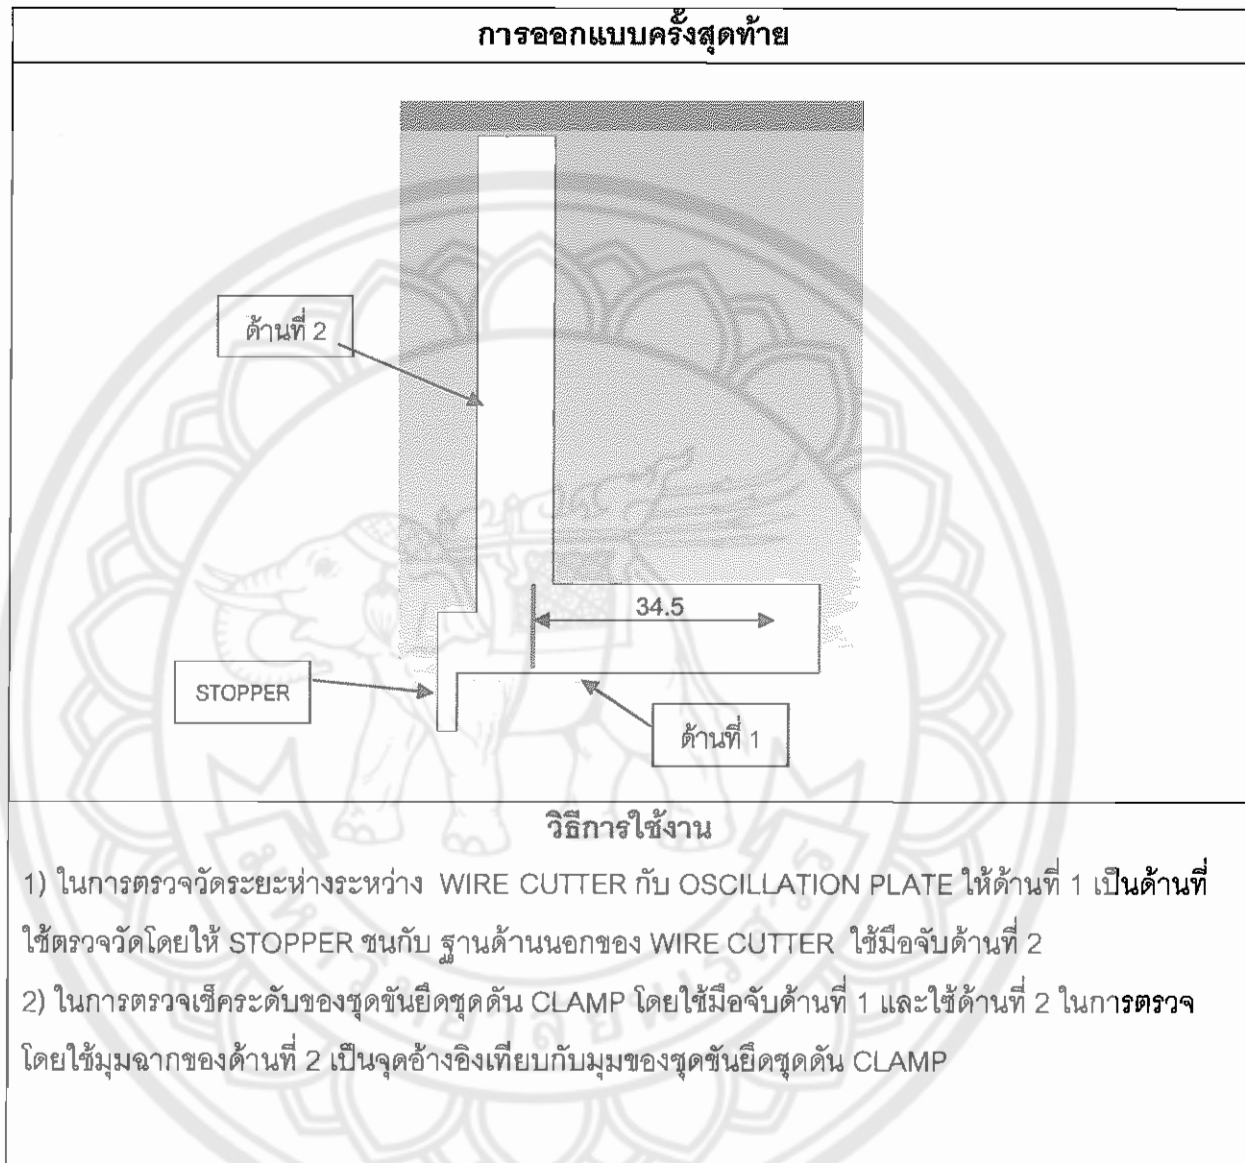 การออกแบบครั้งสุดท้าย
ด้านที่ 2
34.5
STOPPER
ด้านที่ 1
วิธีการใช้งาน
1) ในการตรวจวัดระยะห่างระหว่าง WIRE CUTTER กับ OSCILLATION PLATE ให้ด้านที่ 1 เป็นด้านที่
ใช้ตรวจวัดโดยให้ STOPPER ชนกับ ฐานด้านนอกของ WIRE CUTTER ใช้มือจับด้านที่ 2
2) ในการตรวจเช็คระดับของชุดขันยึดชุดดัน CLAMP โดยใช้มือจับด้านที่ 1 และใช้ด้านที่ 2 ในการตรวจ
โดยใช้มุมฉากของด้านที่ 2 เป็นจุดอ้างอิงเทียบกับมุมของชุดขันยึดชุดดัน CLAMP